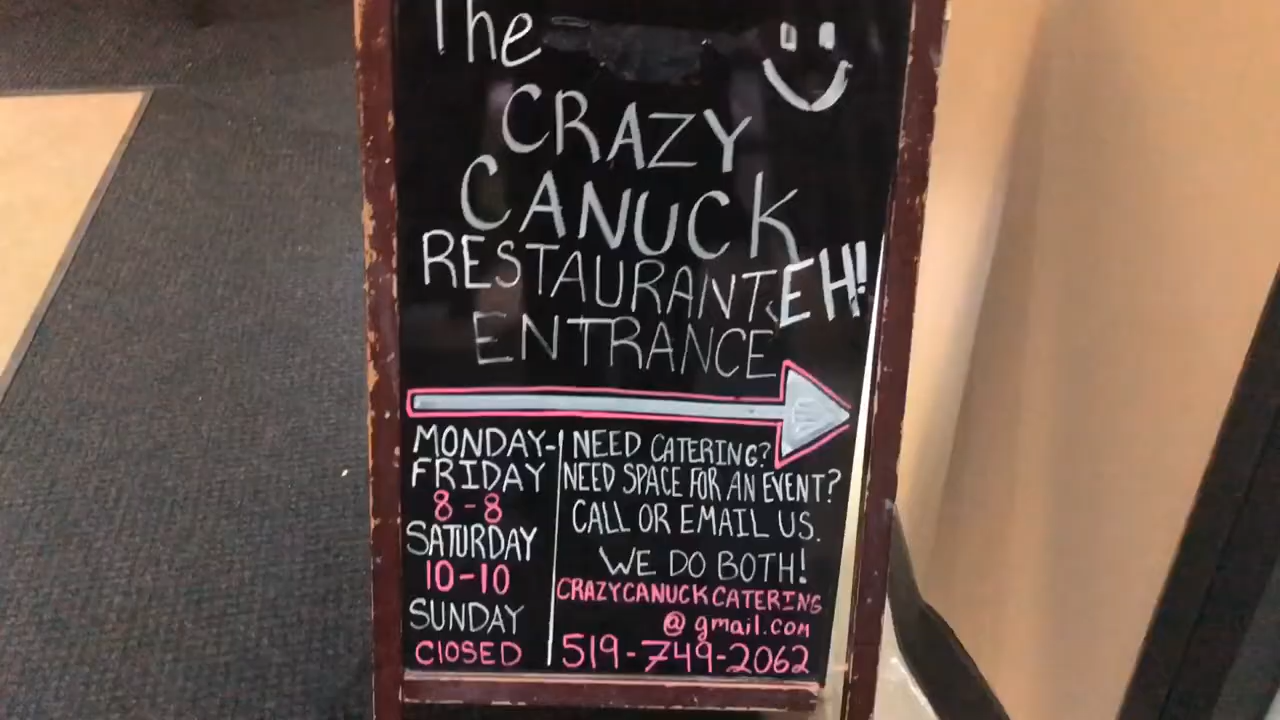 The
CRAZY
CANUCK
RESTAURANT, EH!
ENTRANCE
MONDAY-
FRIDAY
8-8
SATURDAY
10-10
SUNDAY
ClOSED
NEED CATERING?
NEED SPACE FOR AN EVENT?
CALL OR EMAIL US.
WE DO BOTH!
CRAZYCANUCKCATERING
@gmail.com
519-749-2062